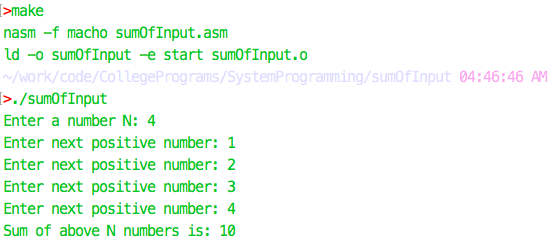 >make
nasm -f macho sumOfInput.asm
ld -o sumOfInput -e start sumOfInput.o
~/work/code/CollegePrograms/SystemProgramming/sumOfInput 04:46:46 AM
>./sumOfInput
Enter a number N: 4
Enter next positive number: 1
Enter next positive number: 2
Enter next positive number: 3
Enter next positive number: 4
Sum of above N numbers is: 10